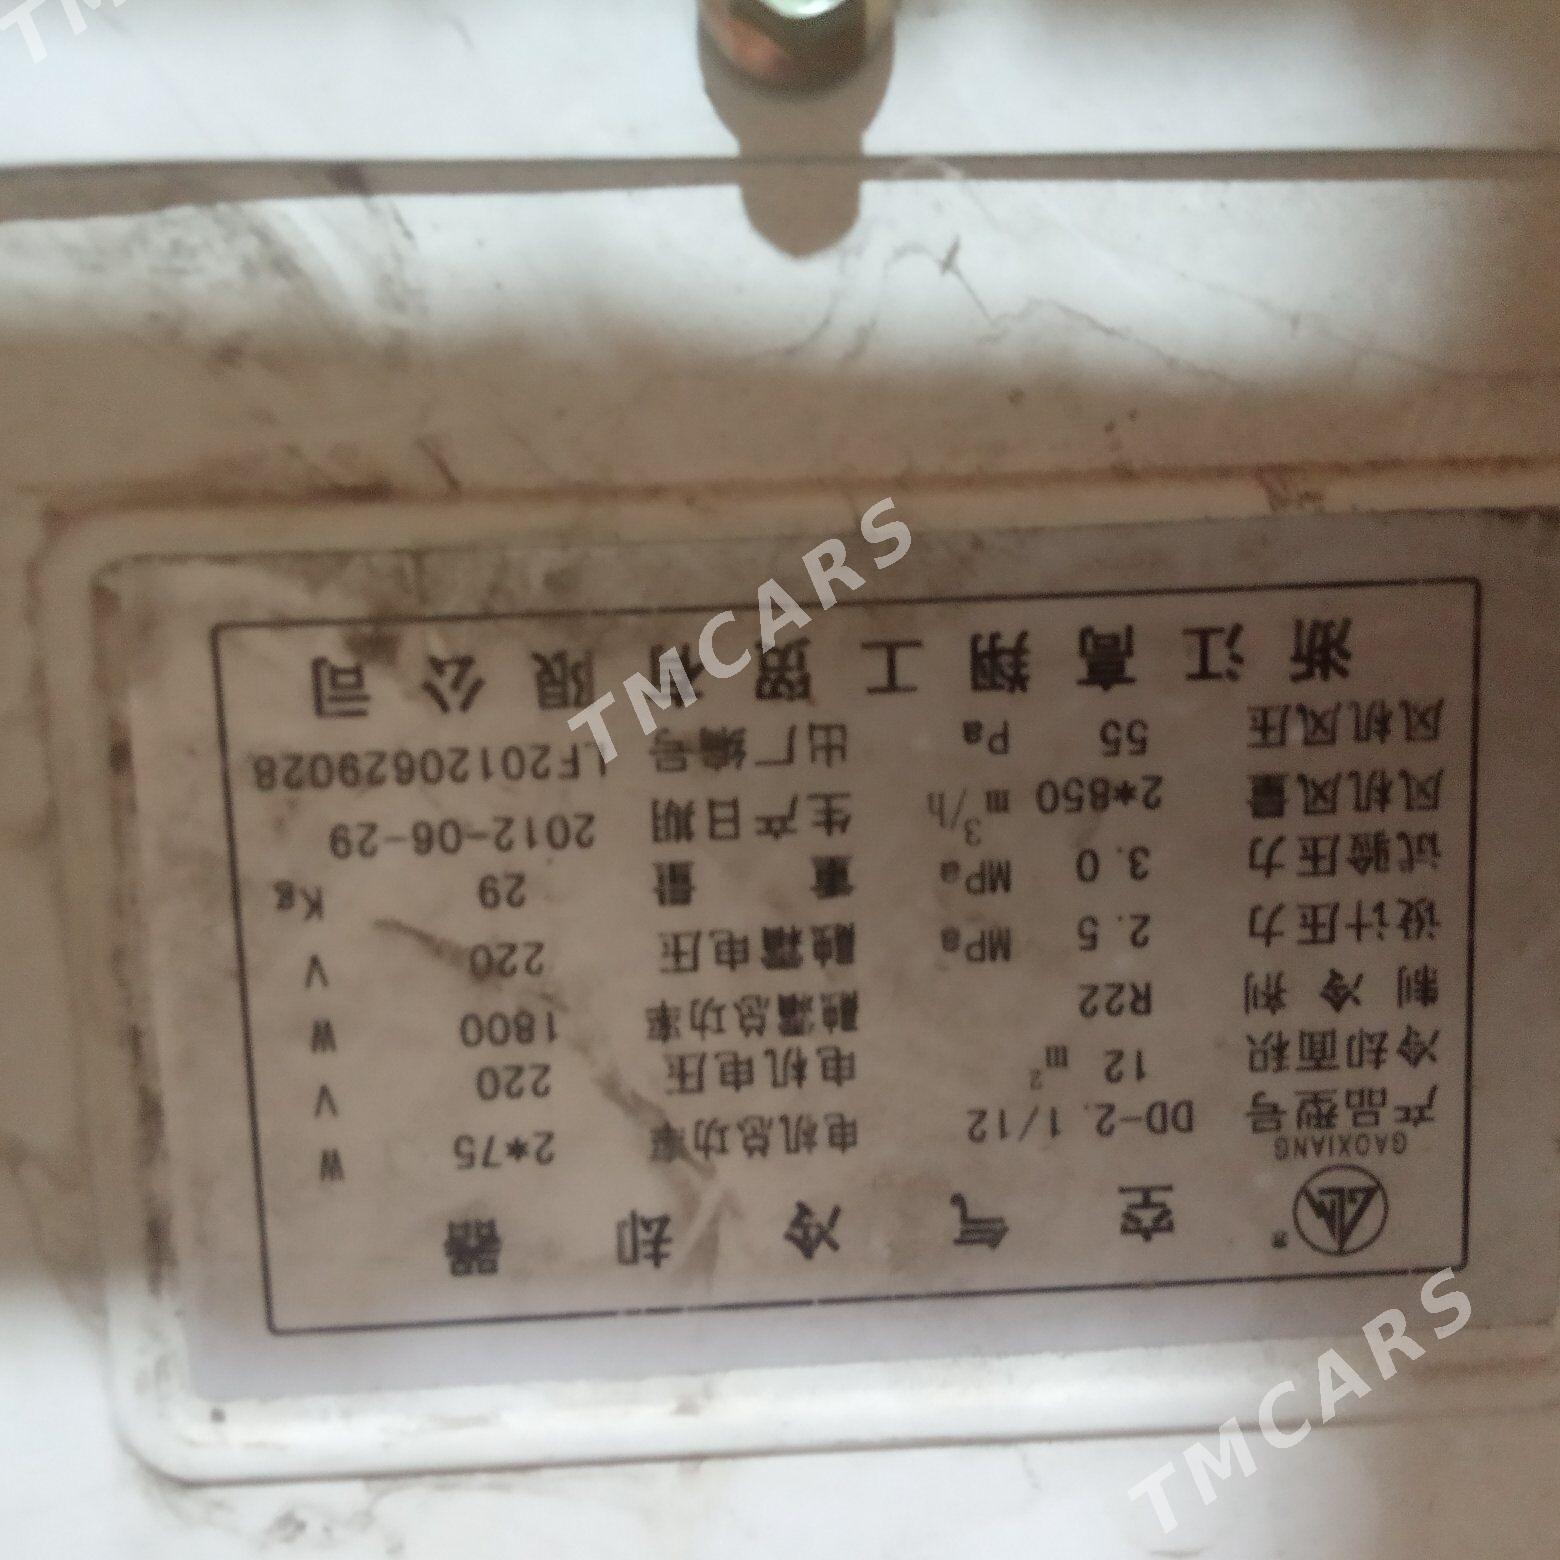 空气冷却器
GAOXIANG
产品型号 DD-2.1/12 电机总功率 2*75 W
冷却面积 12 m² 电机电压 220 V
制冷剂 R22 融霜总功率 1800 W
设计压力 2.5 MPa 融霜电压 220 V
试验压力 3.0 MPa 重量 29 Kg
风机风量 2*850 m³/h 生产日期 2012-06-29
风机风压 55 Pa 出厂编号 LF20120629028
浙江高翔工贸有限公司
TMCARS
TMCARS